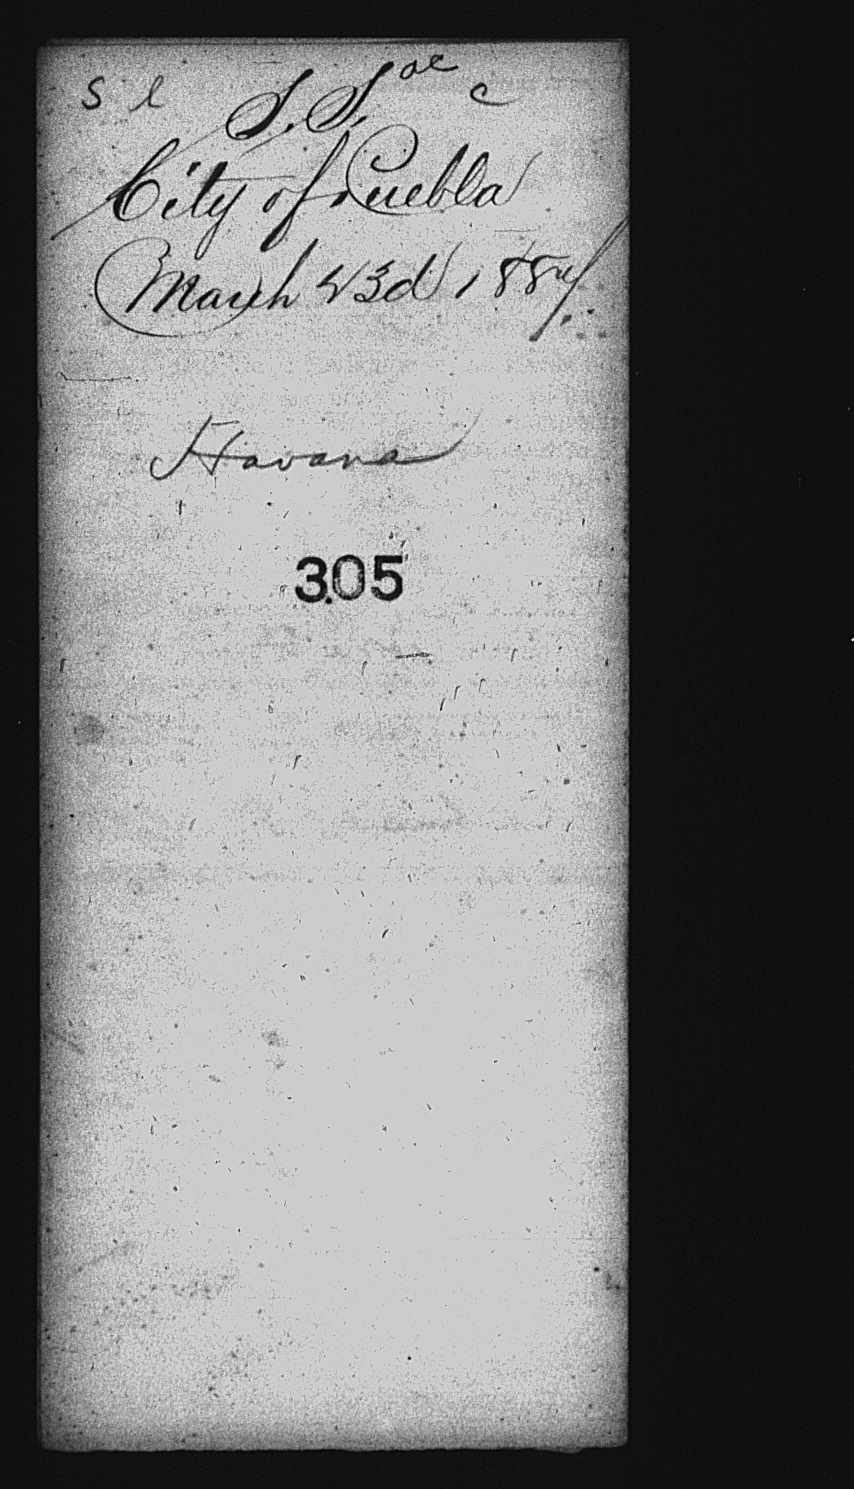 S. S.
City of Puebla
March 23d 1884
Havana
305